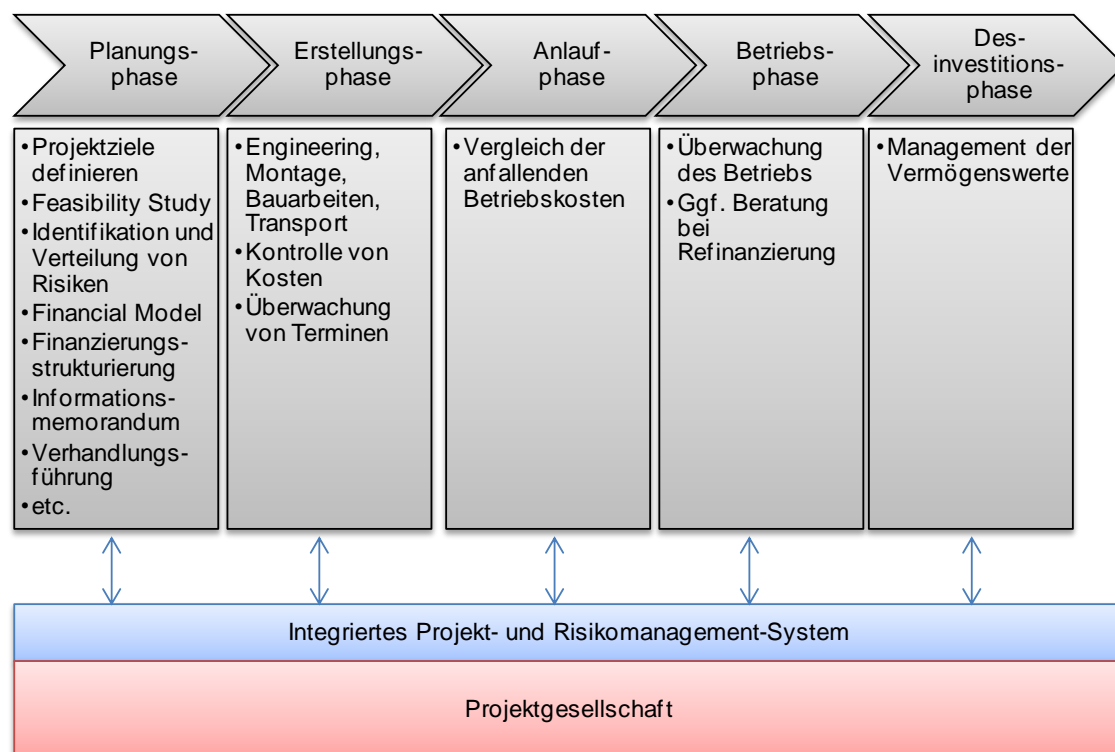 Planungs-
phase
Erstellungs-
phase
Anlauf-
phase
Betriebs-
phase
Des-
investitions-
phase
•Projektziele
definieren
•Feasibility Study
•Identifikation und
Verteilung von
Risiken
•Financial Model
•Finanzierungs-
strukturierung
•Informations-
memorandum
•Verhandlungs-
führung
•etc.
•Engineering,
Montage,
Bauarbeiten,
Transport
•Kontrolle von
Kosten
•Überwachung
von Terminen
•Vergleich der
anfallenden
Betriebskosten
•Überwachung
des Betriebs
•Ggf. Beratung
bei
Refinanzierung
•Management der
Vermögenswerte
Integriertes Projekt- und Risikomanagement-System
Projektgesellschaft